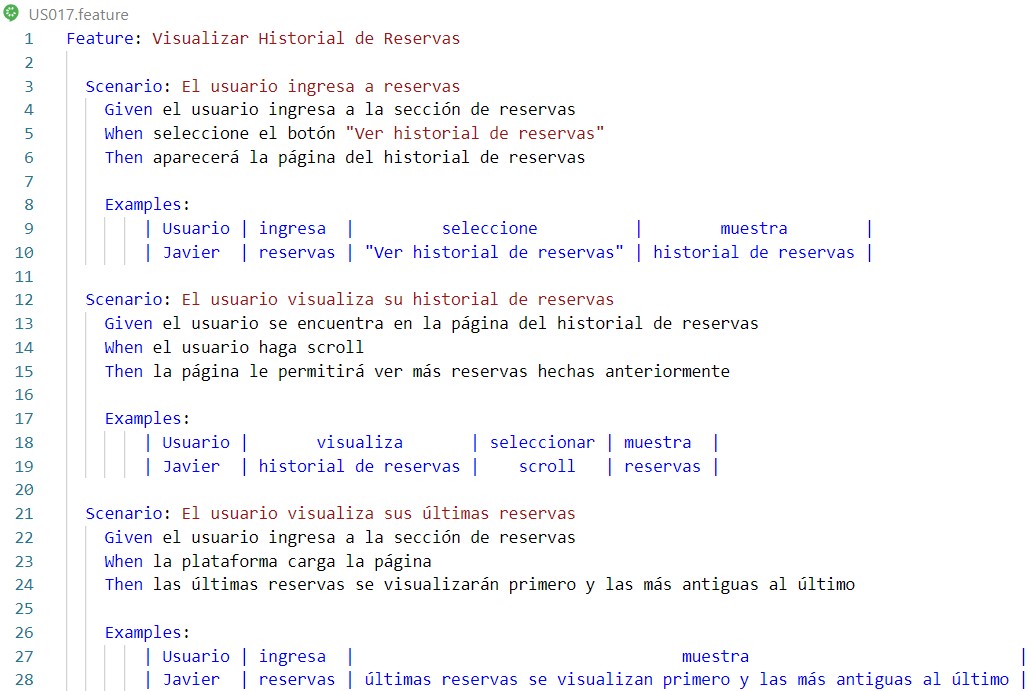 US017.feature
1 Feature: Visualizar Historial de Reservas
2
3 Scenario: El usuario ingresa a reservas
4 Given el usuario ingresa a la sección de reservas
5 When seleccione el botón "Ver historial de reservas"
6 Then aparecerá la página del historial de reservas
7
8 Examples:
9 | Usuario | ingresa | seleccione | muestra |
10 | Javier | reservas | "Ver historial de reservas" | historial de reservas |
11
12 Scenario: El usuario visualiza su historial de reservas
13 Given el usuario se encuentra en la página del historial de reservas
14 When el usuario haga scroll
15 Then la página le permitirá ver más reservas hechas anteriormente
16
17 Examples:
18 | Usuario | visualiza | seleccionar | muestra |
19 | Javier | historial de reservas | scroll | reservas |
20
21 Scenario: El usuario visualiza sus últimas reservas
22 Given el usuario ingresa a la sección de reservas
23 When la plataforma carga la página
24 Then las últimas reservas se visualizarán primero y las más antiguas al último
25
26 Examples:
27 | Usuario | ingresa | muestra |
28 | Javier | reservas | últimas reservas se visualizan primero y las más antiguas al último |